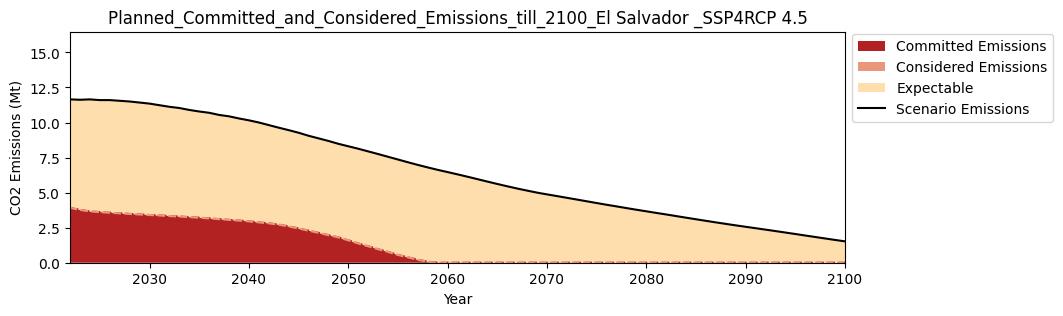 Planned_Committed_and_Considered_Emissions_till_2100_El Salvador _SSP4RCP 4.5
15.0
12.5
10.0
7.5
5.0
2.5
0.0
CO2 Emissions (Mt)
2030 2040 2050 2060 2070 2080 2090 2100
Year
Committed Emissions
Considered Emissions
Expectable
Scenario Emissions